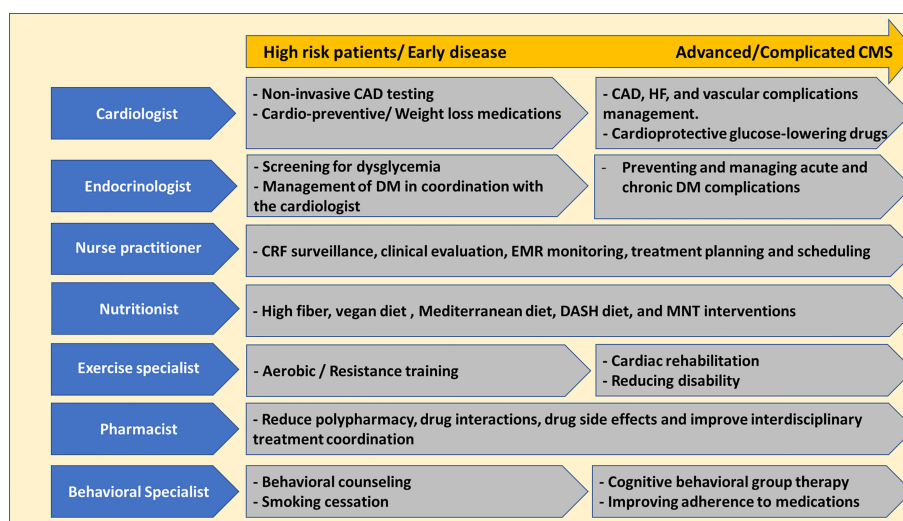 High risk patients/ Early disease
Advanced/Complicated CMS
Cardiologist
- Non-invasive CAD testing
- Cardio-preventive/ Weight loss medications
- CAD, HF, and vascular complications
management.
- Cardioprotective glucose-lowering drugs
Endocrinologist
- Screening for dysglycemia
- Management of DM in coordination with
the cardiologist
- Preventing and managing acute and
chronic DM complications
Nurse practitioner
- CRF surveillance, clinical evaluation, EMR monitoring, treatment planning and scheduling
Nutritionist
- High fiber, vegan diet , Mediterranean diet, DASH diet, and MNT interventions
Exercise specialist
- Aerobic / Resistance training
- Cardiac rehabilitation
- Reducing disability
Pharmacist
- Reduce polypharmacy, drug interactions, drug side effects and improve interdisciplinary
treatment coordination
Behavioral Specialist
- Behavioral counseling
- Smoking cessation
- Cognitive behavioral group therapy
- Improving adherence to medications